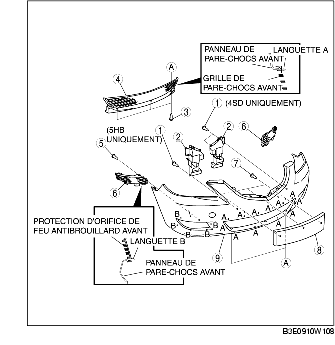 PANNEAU DE
PARE-CHOCS AVANT
LANGUETTE A
GRILLE DE
PARE-CHOCS AVANT
A
4
3
1 (4SD UNIQUEMENT)
(5HB
UNIQUEMENT)
1
2
2
6
5
7
6
PROTECTION D'ORIFICE DE
FEU ANTIBROUILLARD AVANT
LANGUETTE B
PANNEAU DE
PARE-CHOCS AVANT
B
B
B
B
B
A
A
A
A
A
A
A
A
A
A
9
8
A
B3E0910W108